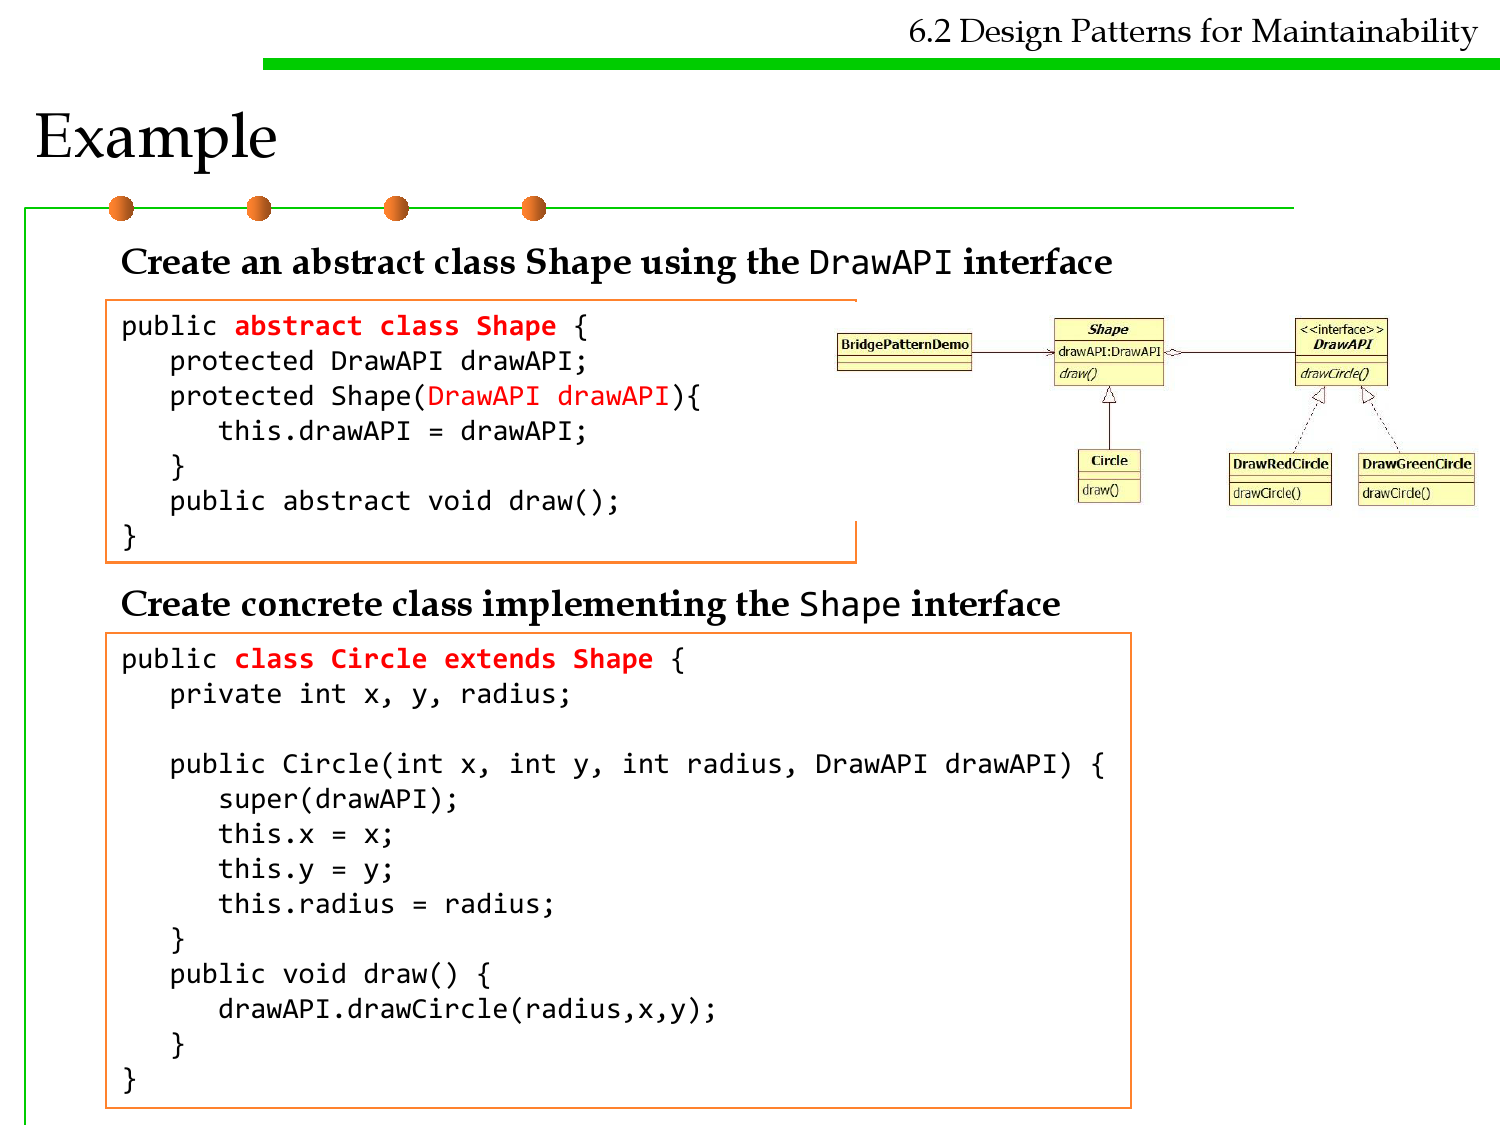 6.2 Design Patterns for Maintainability
Example
Create an abstract class Shape using the DrawAPI interface
public abstract class Shape {
   protected DrawAPI drawAPI;
   protected Shape(DrawAPI drawAPI){
      this.drawAPI = drawAPI;
   }
   public abstract void draw();
}
BridgePatternDemo
Shape
drawAPI:DrawAPI
draw()
<<interface>>
DrawAPI
drawCircle()
Circle
draw()
DrawRedCircle
drawCircle()
DrawGreenCircle
drawCircle()
Create concrete class implementing the Shape interface
public class Circle extends Shape {
   private int x, y, radius;
   public Circle(int x, int y, int radius, DrawAPI drawAPI) {
      super(drawAPI);
      this.x = x;
      this.y = y;
      this.radius = radius;
   }
   public void draw() {
      drawAPI.drawCircle(radius,x,y);
   }
}